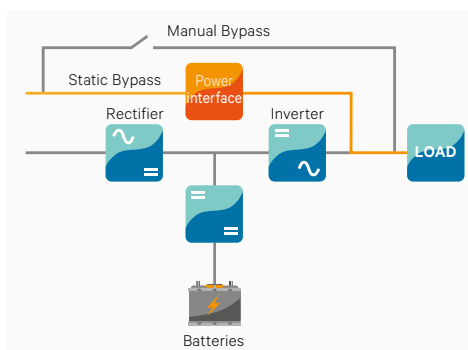 Manual Bypass
Static Bypass
Power
interface
Rectifier
Inverter
LOAD
Batteries